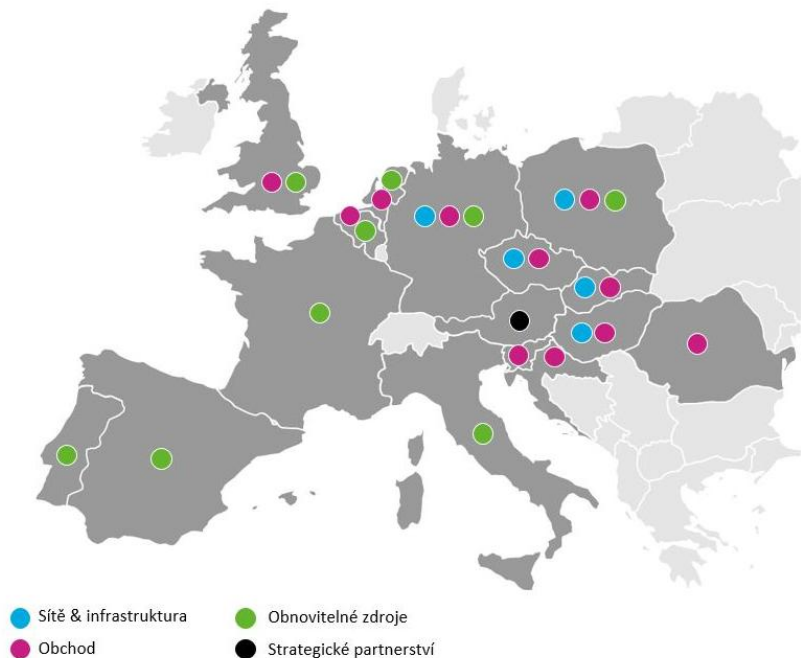 Sítě & infrastruktura
Obnovitelné zdroje
Obchod
Strategické partnerství